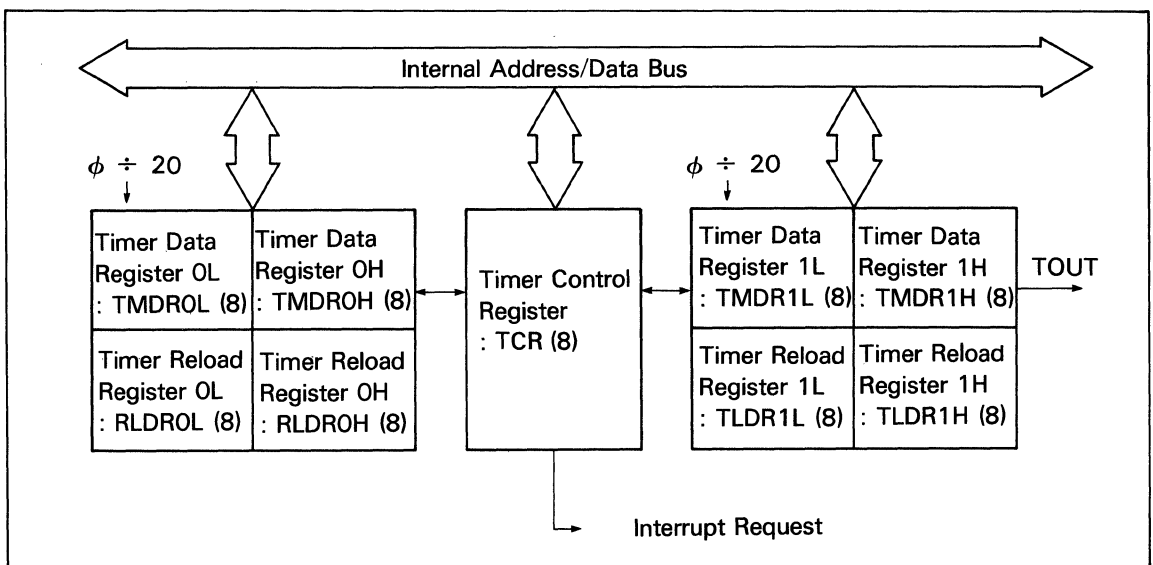 Internal Address/Data Bus
ϕ ÷ 20
ϕ ÷ 20
Timer Data
Register 0L
: TMDR0L (8)
Timer Data
Register 0H
: TMDR0H (8)
Timer Reload
Register 0L
: RLDR0L (8)
Timer Reload
Register 0H
: RLDR0H (8)
Timer Control
Register
: TCR (8)
Timer Data
Register 1L
: TMDR1L (8)
Timer Data
Register 1H
: TMDR1H (8)
Timer Reload
Register 1L
: TLDR1L (8)
Timer Reload
Register 1H
: TLDR1H (8)
TOUT
Interrupt Request